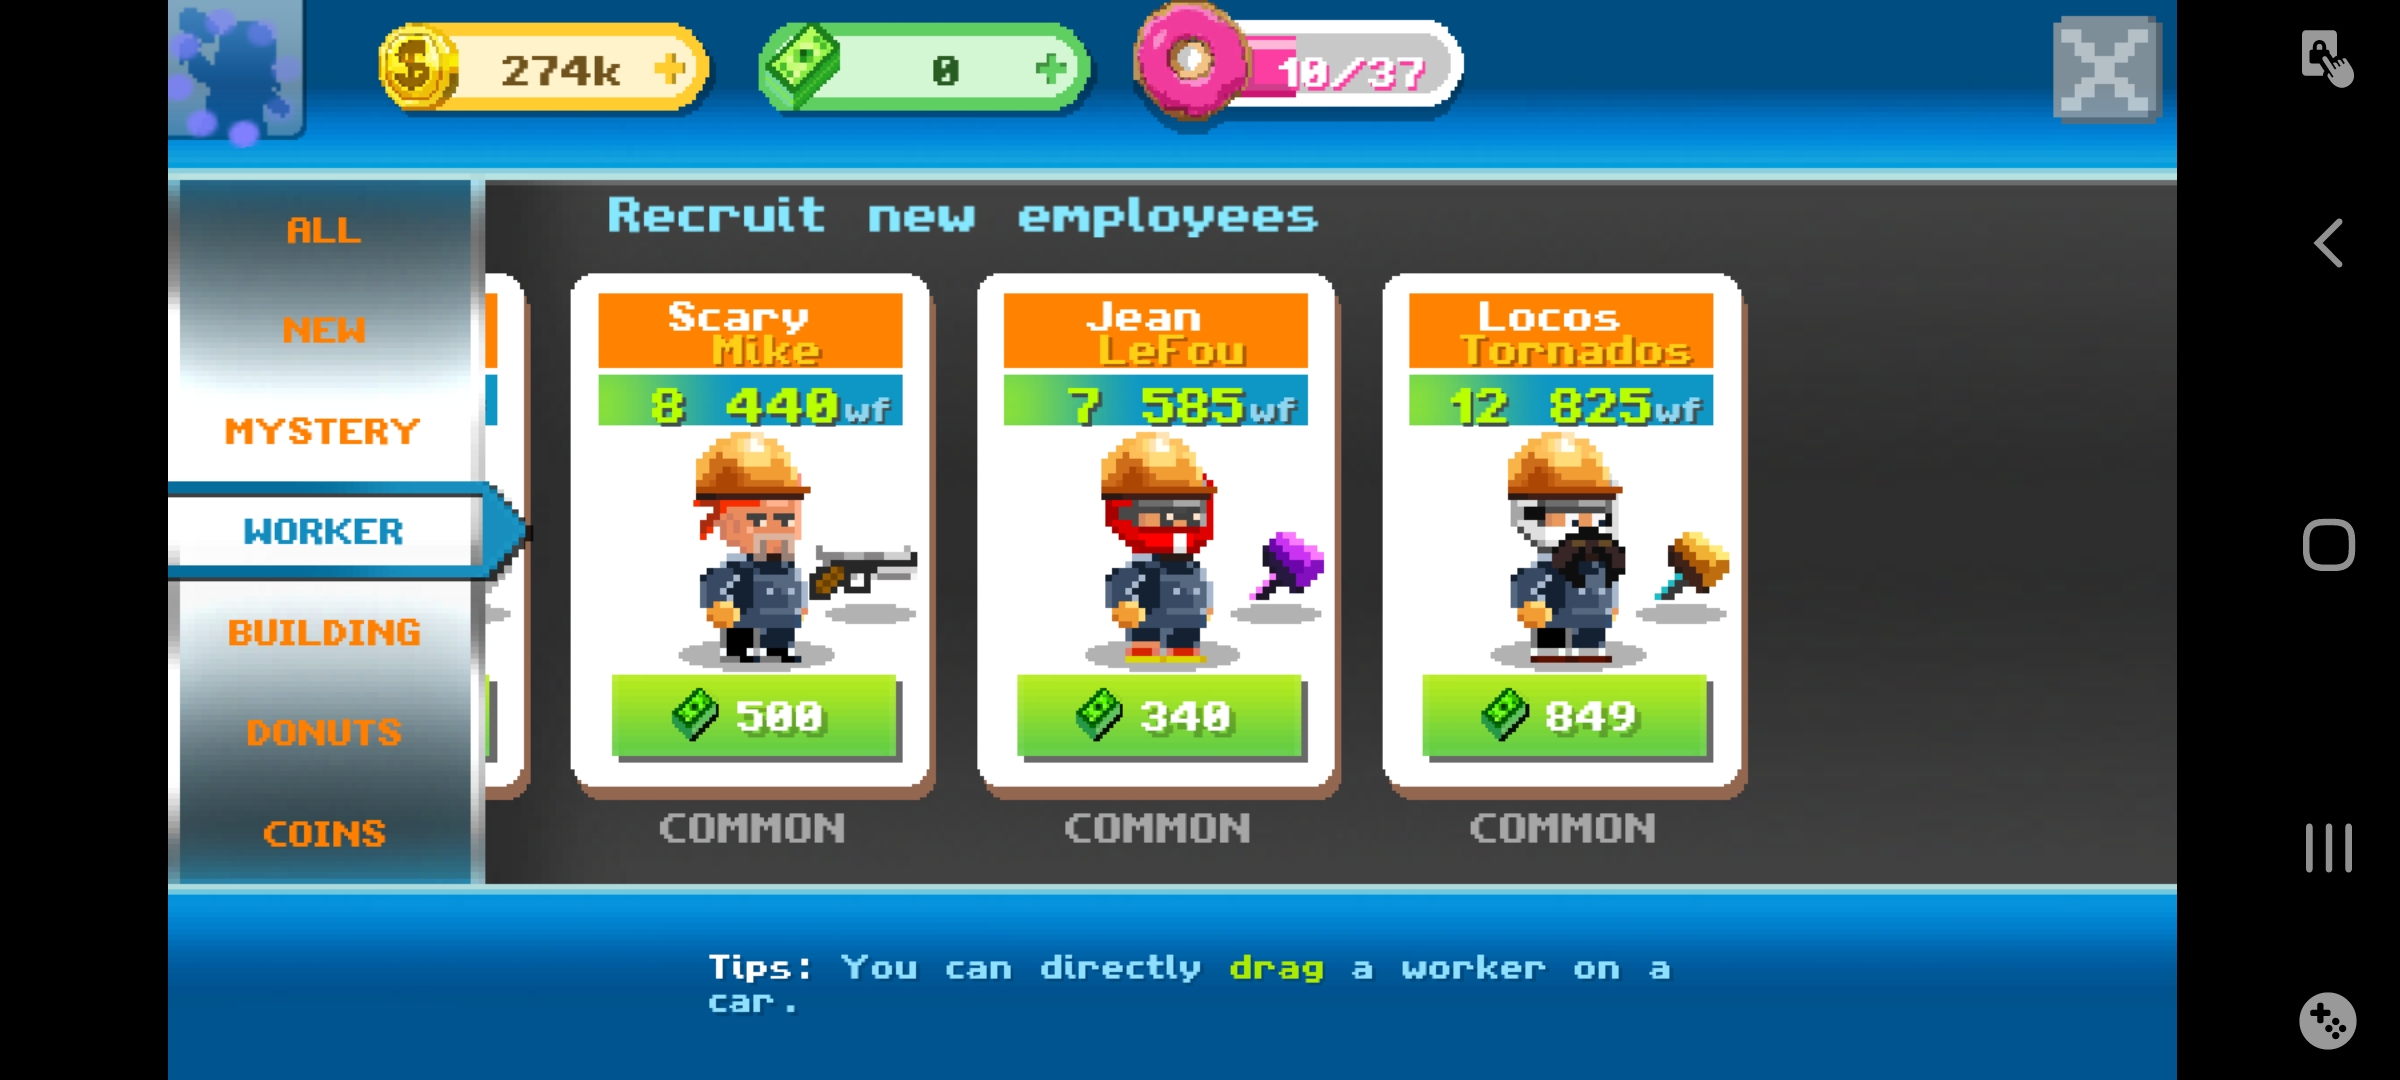 274k
0
10/37
ALL
NEW
MYSTERY
WORKER
BUILDING
DONUTS
COINS
Recruit new employees
Scary
Mike
8 440wf
500
COMMON
Jean
LeFou
7 585wf
340
COMMON
Locos
Tornados
12 825wf
849
COMMON
Tips: You can directly drag a worker on a
car.